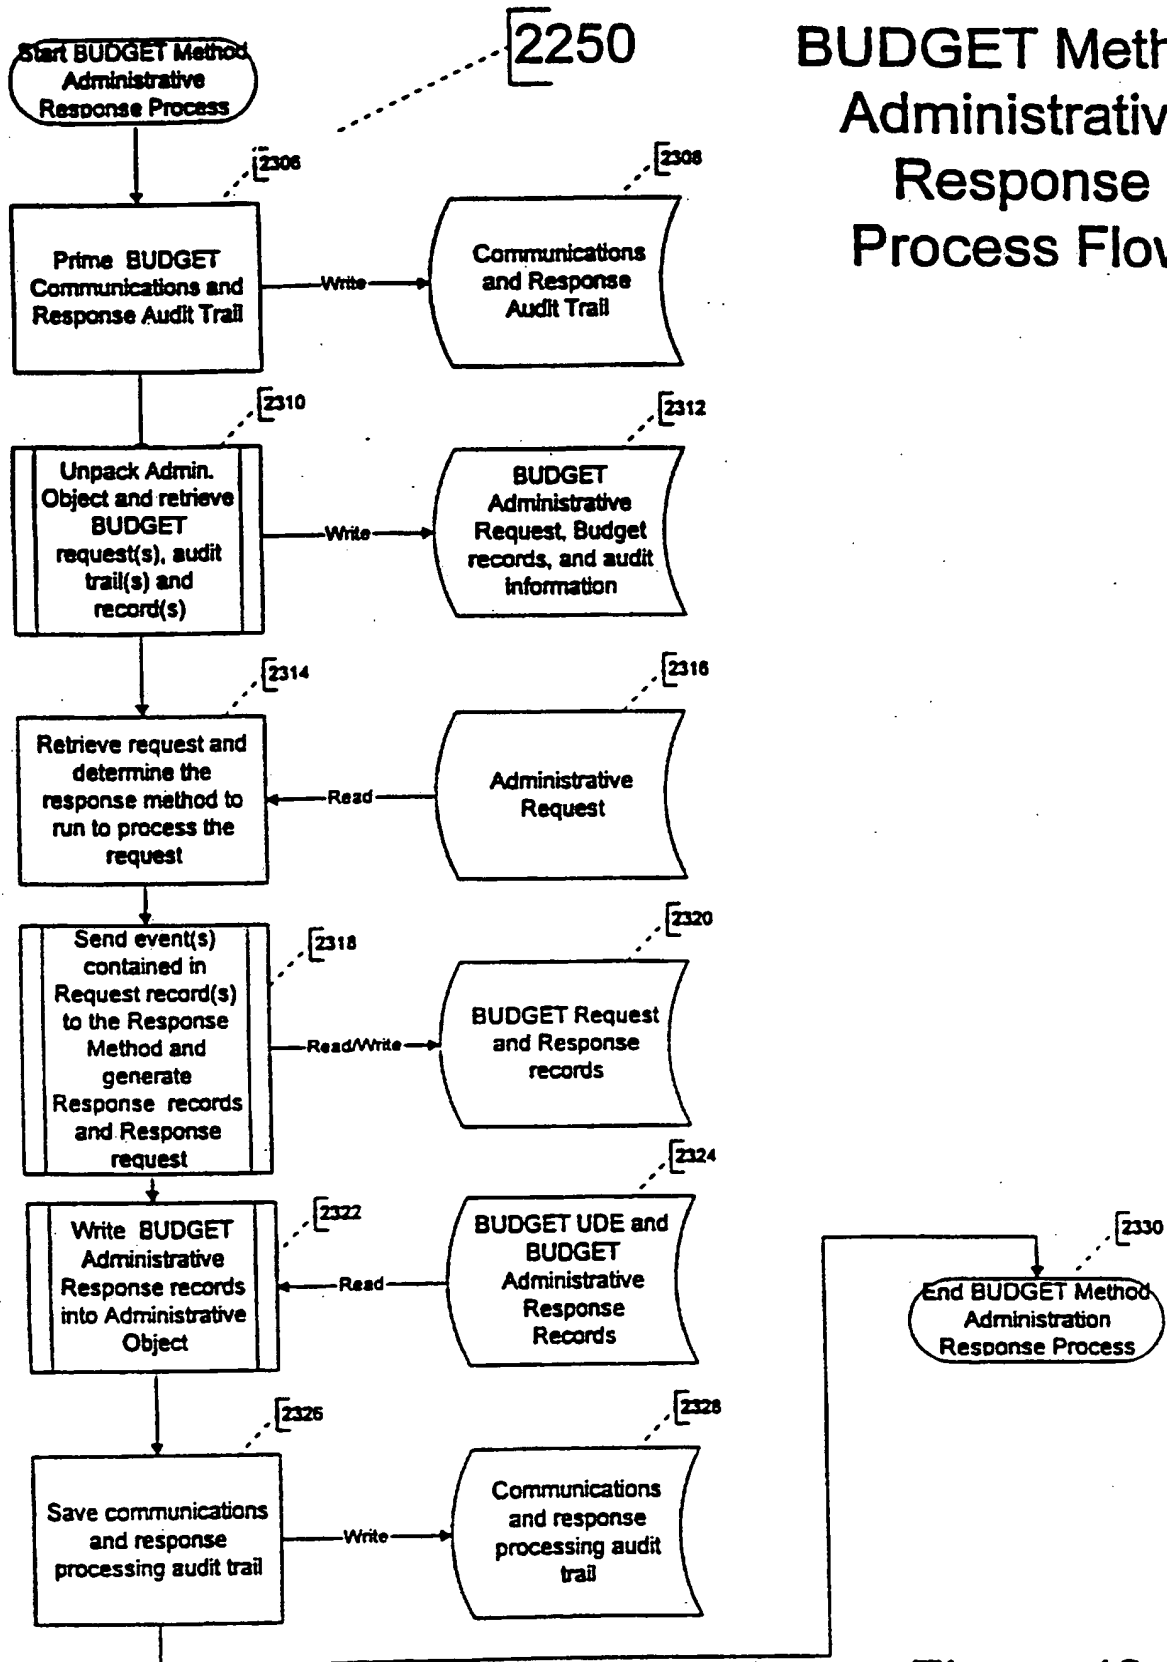 2250
BUDGET Meth
Administrativ
Response
Process Flow
Start BUDGET Method
Administrative
Response Process
2306
Prime BUDGET
Communications and
Response Audit Trail
Write
2308
Communications
and Response
Audit Trail
2310
Unpack Admin.
Object and retrieve
BUDGET
request(s), audit
trail(s) and
record(s)
Write
2312
BUDGET
Administrative
Request, Budget
records, and audit
information
2314
Retrieve request and
determine the
response method to
run to process the
request
Read
2316
Administrative
Request
2318
Send event(s)
contained in
Request record(s)
to the Response
Method and
generate
Response records
and Response
request
Read/Write
2320
BUDGET Request
and Response
records
2322
Write BUDGET
Administrative
Response records
into Administrative
Object
Read
2324
BUDGET UDE and
BUDGET
Administrative
Response
Records
2326
Save communications
and response
processing audit trail
Write
2328
Communications
and response
processing audit
trail
2330
End BUDGET Method
Administration
Response Process